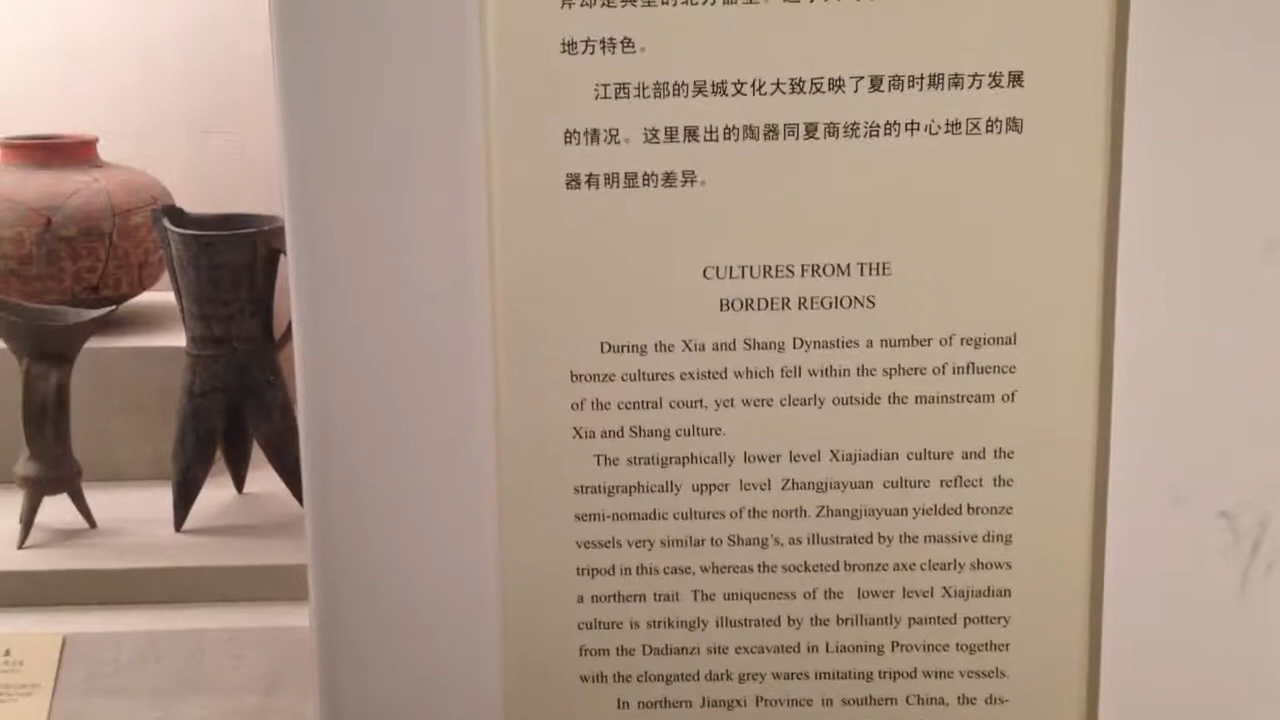 地方特色。
江西北部的吴城文化大致反映了夏商时期南方发展
的情况。这里展出的陶器同夏商统治的中心地区的陶
器有明显的差异。
CULTURES FROM THE
BORDER REGIONS
During the Xia and Shang Dynasties a number of regional
bronze cultures existed which fell within the sphere of influence
of the central court, yet were clearly outside the mainstream of
Xia and Shang culture.
The stratigraphically lower level Xiajiadian culture and the
stratigraphically upper level Zhangjiayuan culture reflect the
semi-nomadic cultures of the north. Zhangjiayuan yielded bronze
vessels very similar to Shang's, as illustrated by the massive ding
tripod in this case, whereas the socketed bronze axe clearly shows
a northern trait. The uniqueness of the lower level Xiajiadian
culture is strikingly illustrated by the brilliantly painted pottery
from the Dadianzi site excavated in Liaoning Province together
with the elongated dark grey wares imitating tripod wine vessels.
In northern Jiangxi Province in southern China, the dis-